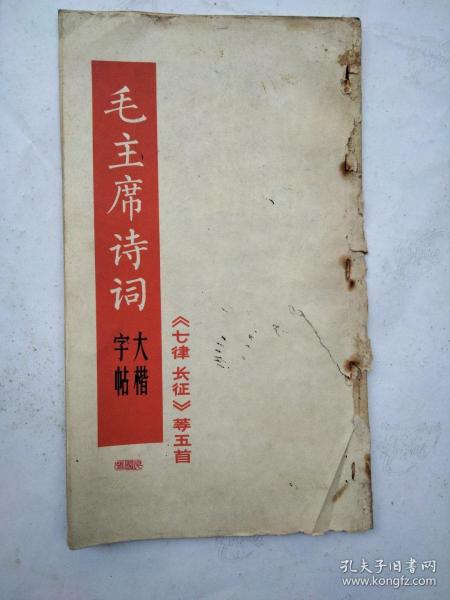 毛主席诗词
大楷
字帖
《七律 长征》等五首
孔夫子旧书网
www.kongfz.com